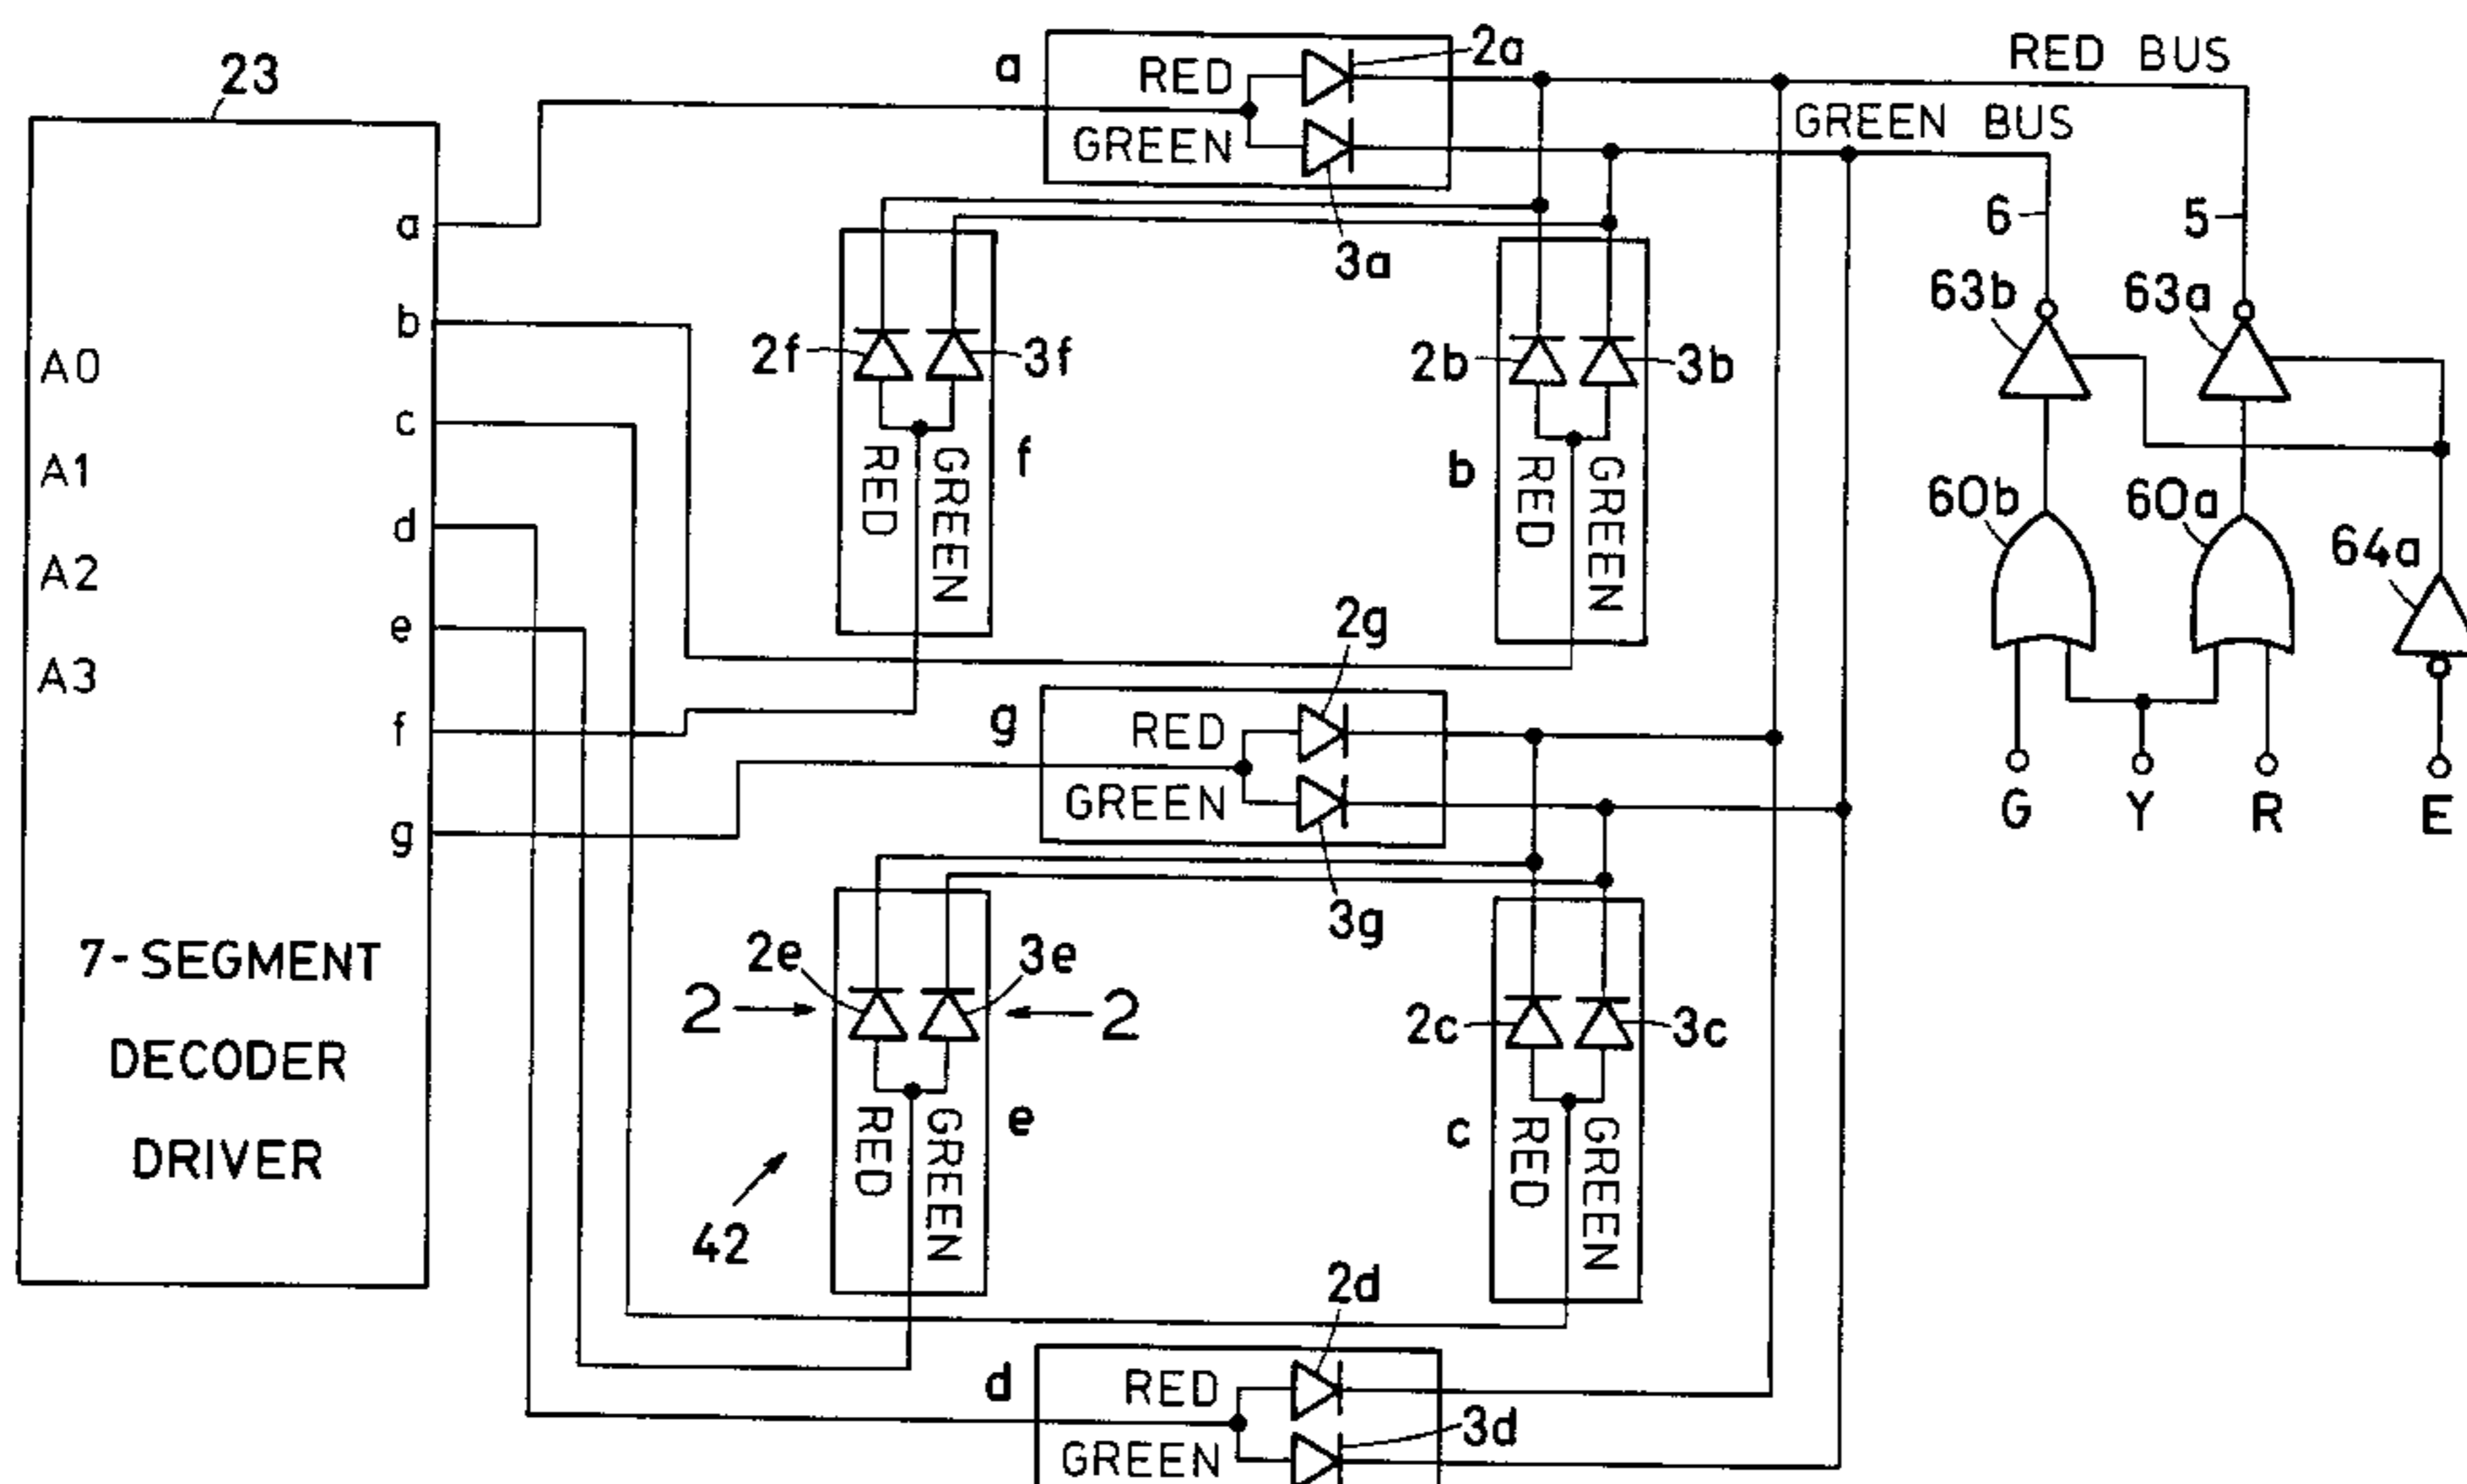 23
A0
A1
A2
A3
a
b
c
d
e
f
g
7-SEGMENT
DECODER
DRIVER
a
RED
GREEN
2a
3a
RED BUS
GREEN BUS
2f
3f
RED
GREEN
f
2b
3b
b
RED
GREEN
6
5
63b
63a
60b
60a
64a
G
Y
R
E
g
RED
GREEN
2g
3g
2e
3e
2
2
RED
GREEN
e
42
2c
3c
c
RED
GREEN
d
RED
GREEN
2d
3d